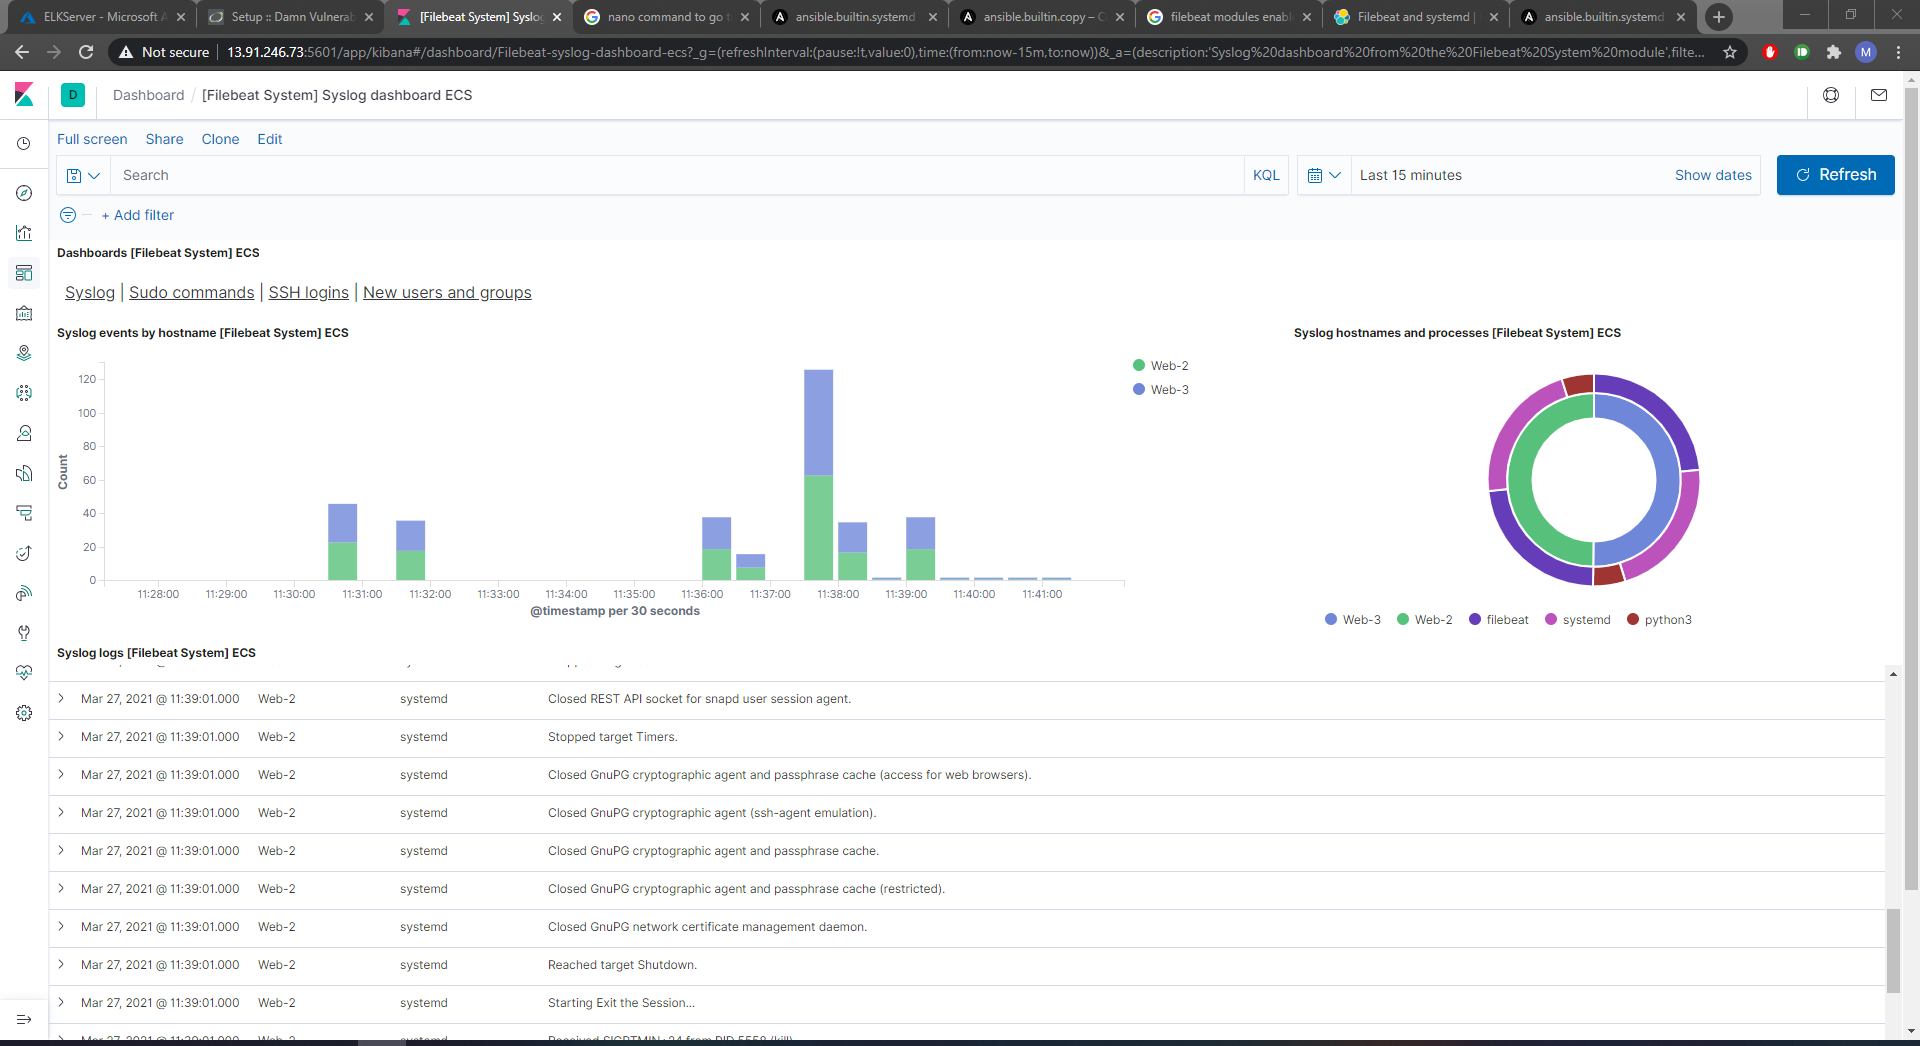 ELKServer - Microsoft A
Setup :: Damn Vulnerab
[Filebeat System] Syslog
nano command to go t
ansible.builtin.systemd
ansible.builtin.copy – C
filebeat modules enabl
Filebeat and systemd |
ansible.builtin.systemd
Not secure | 13.91.246.73:5601/app/kibana#/dashboard/Filebeat-syslog-dashboard-ecs?_g=(refreshInterval:(pause:!t,value:0),time:(from:now-15m,to:now))&_a=(description:'Syslog%20dashboard%20from%20the%20Filebeat%20System%20module',filte...
M
D
Dashboard / [Filebeat System] Syslog dashboard ECS
Full screen Share Clone Edit
Search KQL Last 15 minutes Show dates Refresh
+ Add filter
Dashboards [Filebeat System] ECS
Syslog | Sudo commands | SSH logins | New users and groups
Syslog events by hostname [Filebeat System] ECS
Count
120
100
80
60
40
20
0
11:28:00 11:29:00 11:30:00 11:31:00 11:32:00 11:33:00 11:34:00 11:35:00 11:36:00 11:37:00 11:38:00 11:39:00 11:40:00 11:41:00
@timestamp per 30 seconds
Web-2
Web-3
Syslog hostnames and processes [Filebeat System] ECS
Web-3 Web-2 filebeat systemd python3
Syslog logs [Filebeat System] ECS
Mar 27, 2021 @ 11:39:01.000 Web-2 systemd Closed REST API socket for snapd user session agent.
Mar 27, 2021 @ 11:39:01.000 Web-2 systemd Stopped target Timers.
Mar 27, 2021 @ 11:39:01.000 Web-2 systemd Closed GnuPG cryptographic agent and passphrase cache (access for web browsers).
Mar 27, 2021 @ 11:39:01.000 Web-2 systemd Closed GnuPG cryptographic agent (ssh-agent emulation).
Mar 27, 2021 @ 11:39:01.000 Web-2 systemd Closed GnuPG cryptographic agent and passphrase cache.
Mar 27, 2021 @ 11:39:01.000 Web-2 systemd Closed GnuPG cryptographic agent and passphrase cache (restricted).
Mar 27, 2021 @ 11:39:01.000 Web-2 systemd Closed GnuPG network certificate management daemon.
Mar 27, 2021 @ 11:39:01.000 Web-2 systemd Reached target Shutdown.
Mar 27, 2021 @ 11:39:01.000 Web-2 systemd Starting Exit the Session...
Mar 27, 2021 @ 11:39:01.000 Web-2 systemd Received SIGRTMIN+24 from PID 5558 (kill).